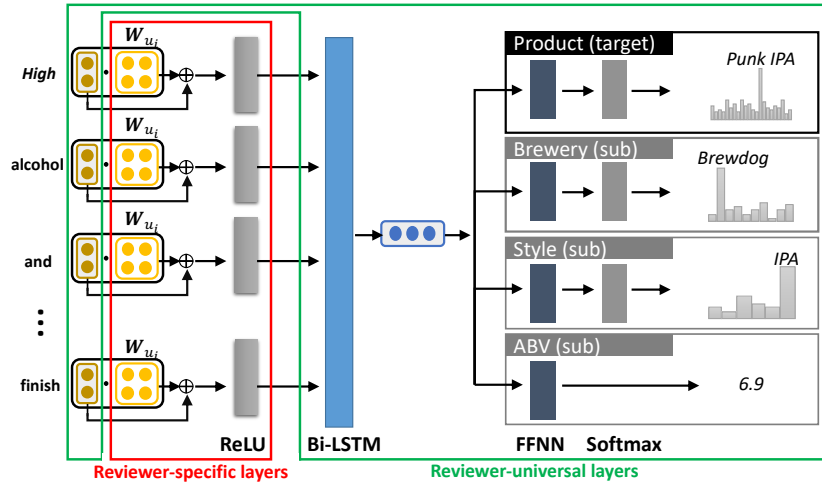 High
alcohol
and
⋮
finish
W_{u_i}
W_{u_i}
W_{u_i}
W_{u_i}
ReLU
Bi-LSTM
Product (target)
Punk IPA
Brewery (sub)
Brewdog
Style (sub)
IPA
ABV (sub)
6.9
FFNN
Softmax
Reviewer-specific layers
Reviewer-universal layers